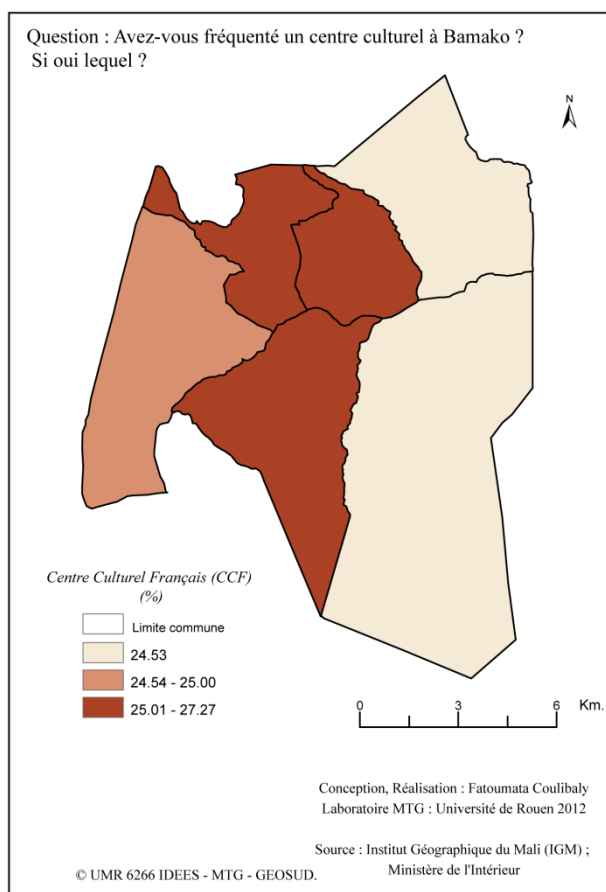 Question : Avez-vous fréquenté un centre culturel à Bamako ?
Si oui lequel ?
N
Centre Culturel Français (CCF)
(%)
Limite commune
24.53
24.54 - 25.00
25.01 - 27.27
0 3 6 Km.
Conception, Réalisation : Fatoumata Coulibaly
Laboratoire MTG : Université de Rouen 2012
Source : Institut Géographique du Mali (IGM) ;
Ministère de l'Intérieur
© UMR 6266 IDEES - MTG - GEOSUD.